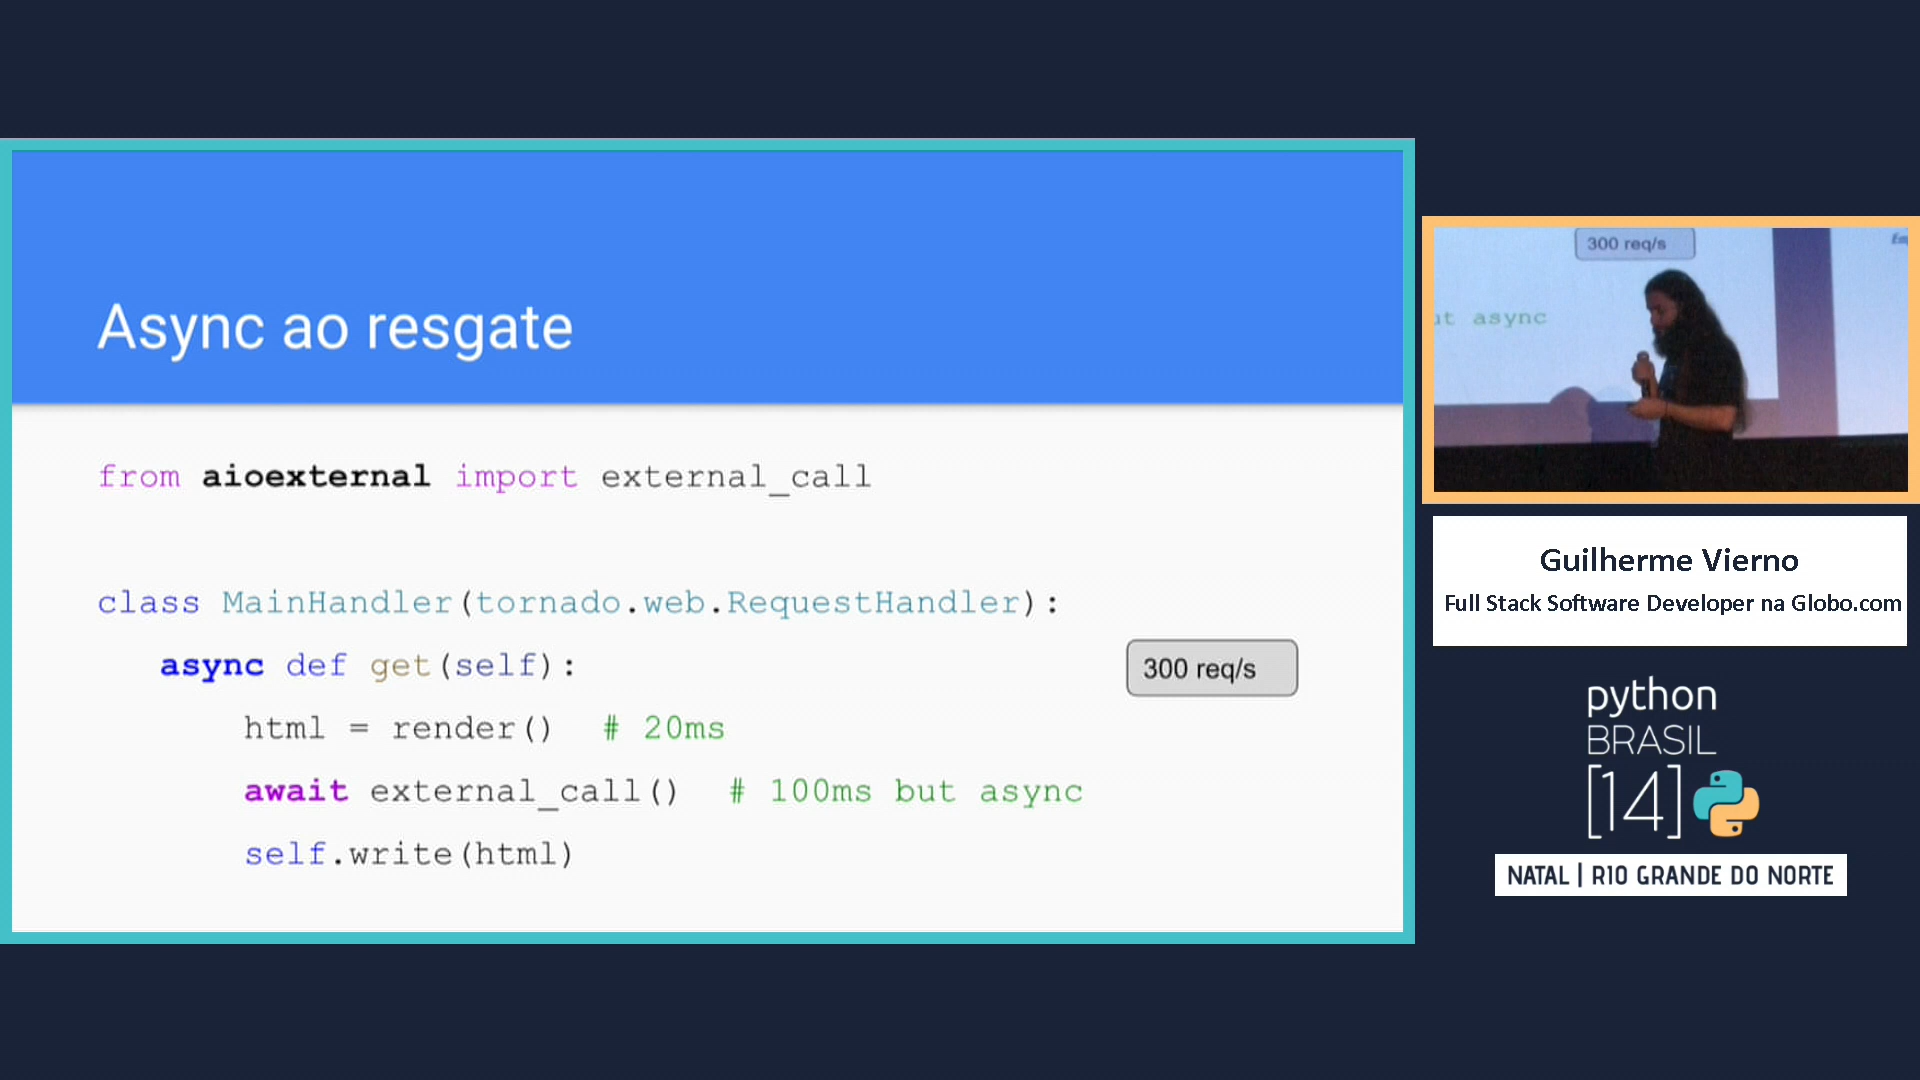 Async ao resgate
from aioexternal import external_call
class MainHandler(tornado.web.RequestHandler):
async def get(self):
html = render()  # 20ms
await external_call()  # 100ms but async
self.write(html)
300 req/s
300 req/s
ut async
Guilherme Vierno
Full Stack Software Developer na Globo.com
python
BRASIL
[14]
NATAL | RIO GRANDE DO NORTE